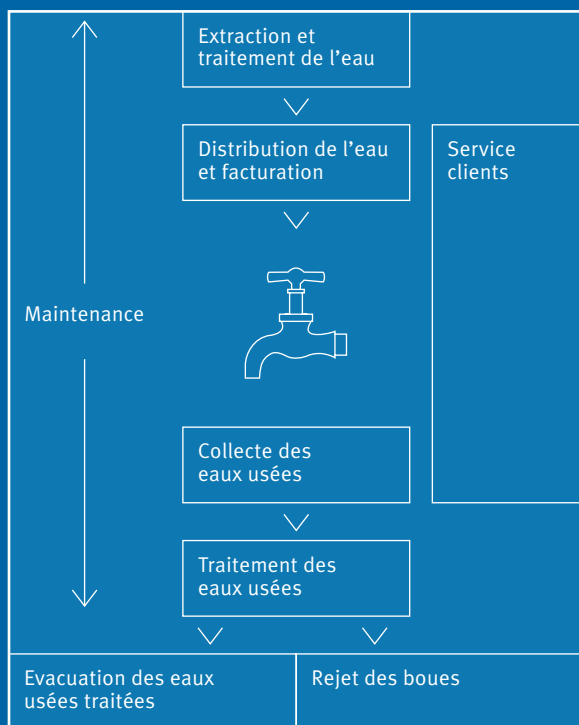 Extraction et
traitement de l'eau
Distribution de l'eau
et facturation
Service
clients
Maintenance
Collecte des
eaux usées
Traitement des
eaux usées
Evacuation des eaux
usées traitées
Rejet des boues